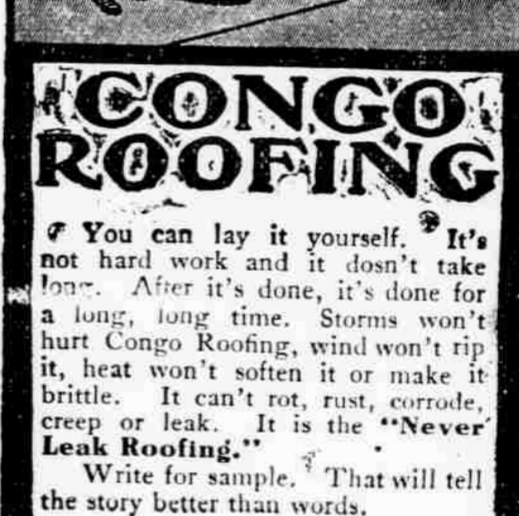 CONGO
ROOFING
You can lay it yourself. It's
not hard work and it dosn't take
long. After it's done, it's done for
a long, long time. Storms won't
hurt Congo Roofing, wind won't rip
it, heat won't soften it or make it
brittle. It can't rot, rust, corrode,
creep or leak. It is the "Never
Leak Roofing."
Write for sample. That will tell
the story better than words.